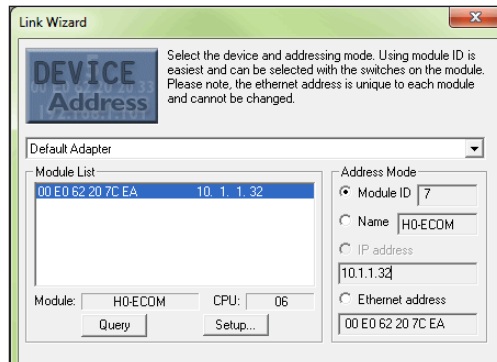 Link Wizard
DEVICE
Address
Select the device and addressing mode. Using module ID is
easiest and can be selected with the switches on the module.
Please note, the ethernet address is unique to each module
and cannot be changed.
Default Adapter
Module List
00 E0 62 20 7C EA 10. 1. 1. 32
Module: H0-ECOM CPU: 06
Query Setup...
Address Mode
Module ID 7
Name H0-ECOM
IP address
10.1.1.32
Ethernet address
00 E0 62 20 7C EA